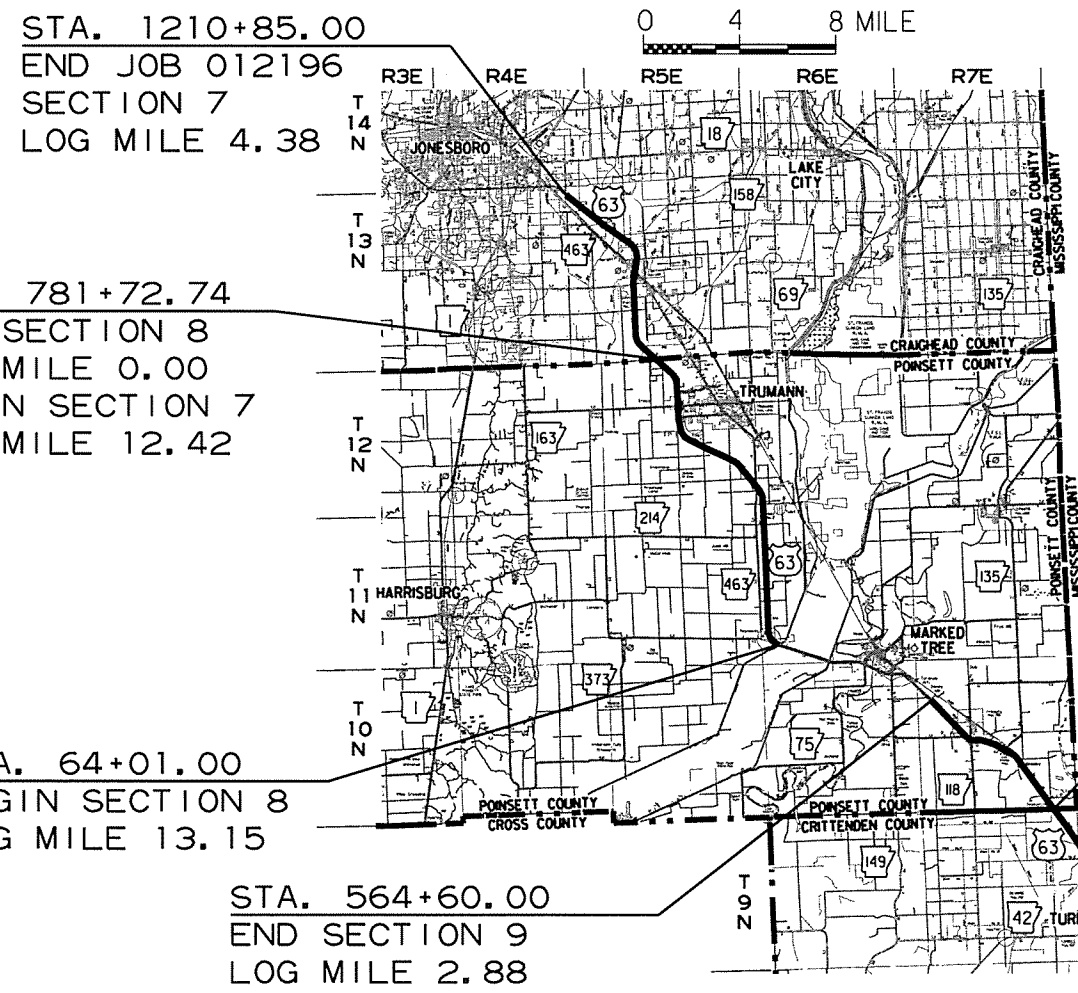 STA. 1210+85.00
END JOB 012196
SECTION 7
LOG MILE 4.38
0 4 8 MILE
R3E R4E R5E R6E R7E
T
14
N
JONESBORO
18
LAKE
CITY
158
63
CRAIGHEAD COUNTY
MISSISSIPPI COUNTY
T
13
N
463
69
135
1
781+72.74
SECTION 8
MILE 0.00
N SECTION 7
MILE 12.42
CRAIGHEAD COUNTY
POINSETT COUNTY
TRUMANN
T
12
N
163
214
POINSETT COUNTY
MISSISSIPPI COUNTY
463
63
135
T
11
N
HARRISBURG
MARKED
TREE
373
1
T
10
N
75
A. 64+01.00
GIN SECTION 8
G MILE 13.15
118
POINSETT COUNTY
CROSS COUNTY
POINSETT COUNTY
CRITTENDEN COUNTY
63
149
T
9
N
42
TUR
STA. 564+60.00
END SECTION 9
LOG MILE 2.88